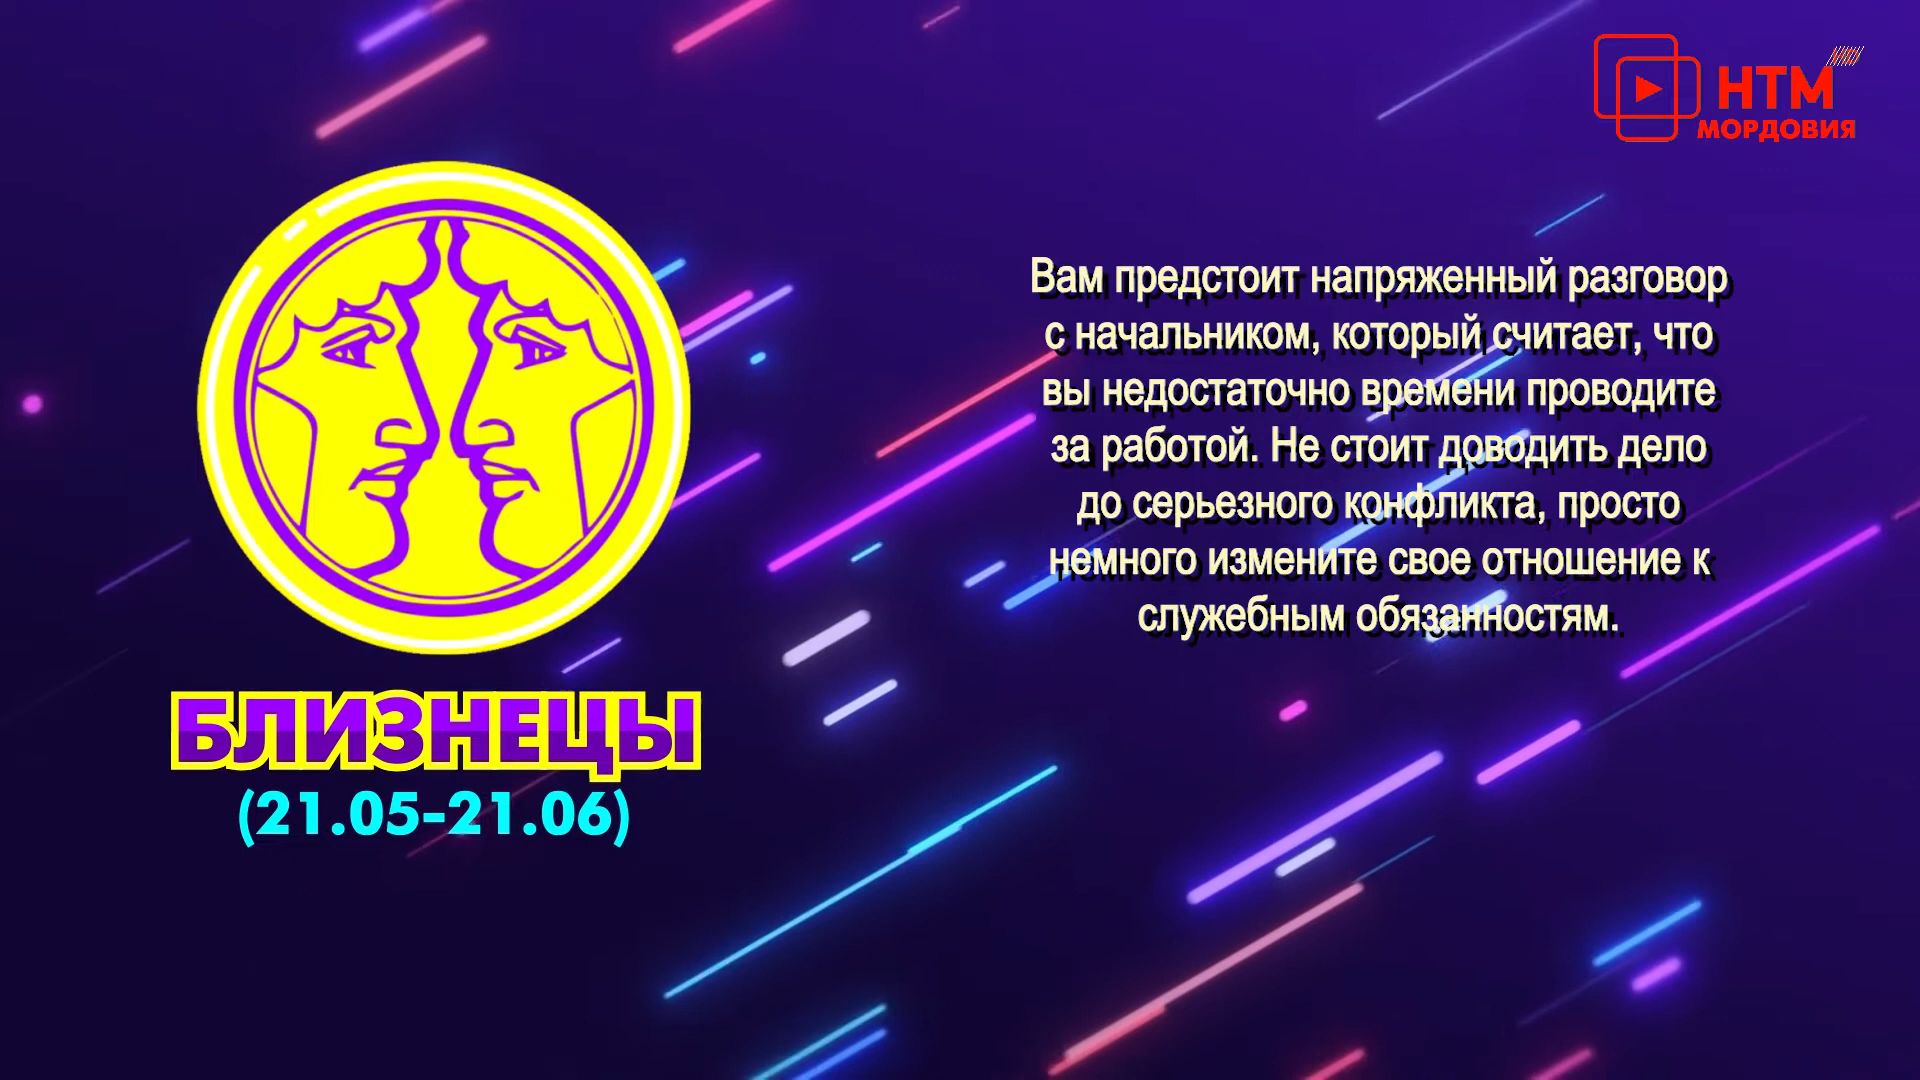 НТМ
МОРДОВИЯ
Вам предстоит напряженный разговор
с начальником, который считает, что
вы недостаточно времени проводите
за работой. Не стоит доводить дело
до серьезного конфликта, просто
немного измените свое отношение к
служебным обязанностям.
БЛИЗНЕЦЫ
(21.05-21.06)